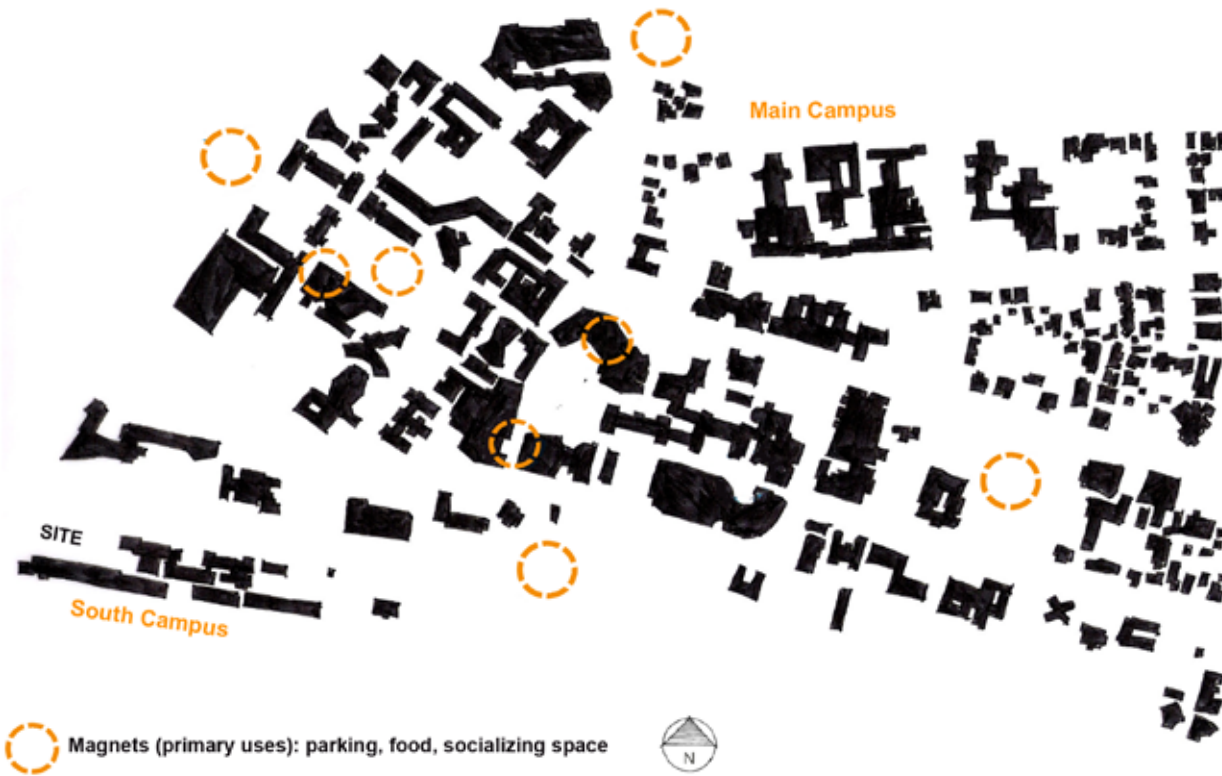 Main Campus
SITE
South Campus
Magnets (primary uses): parking, food, socializing space
N